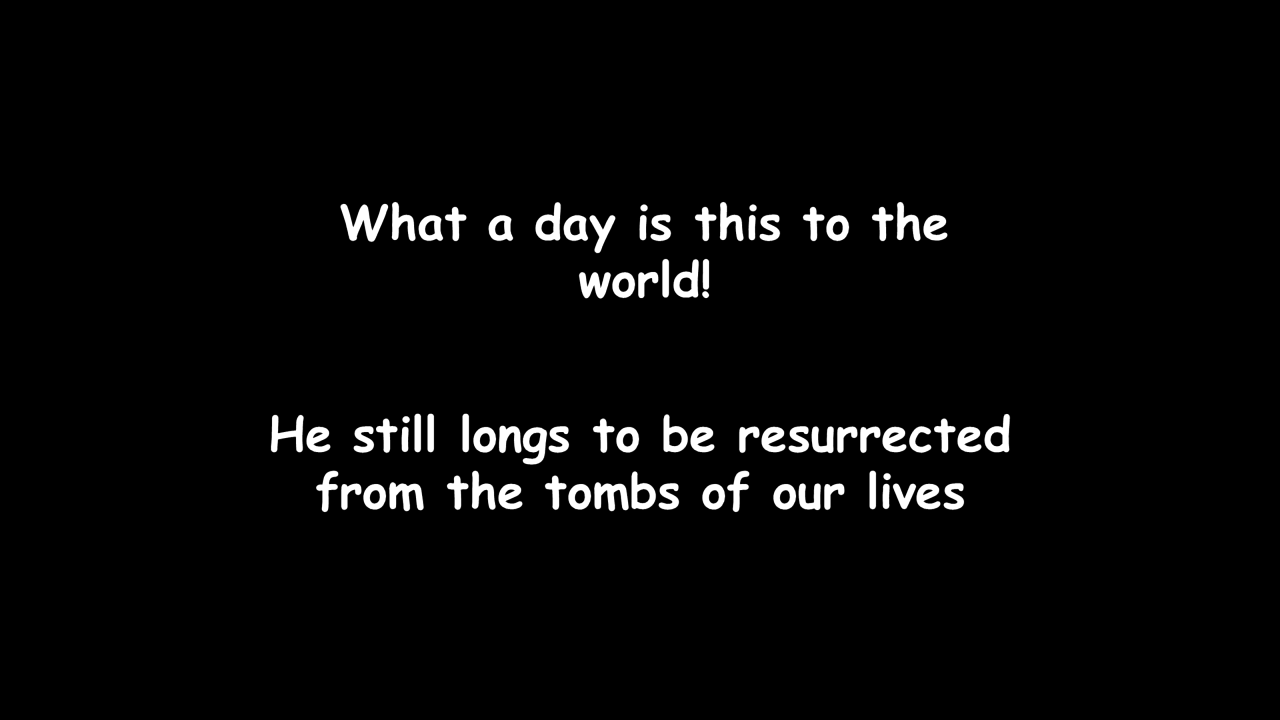 What a day is this to the
world!
He still longs to be resurrected
from the tombs of our lives